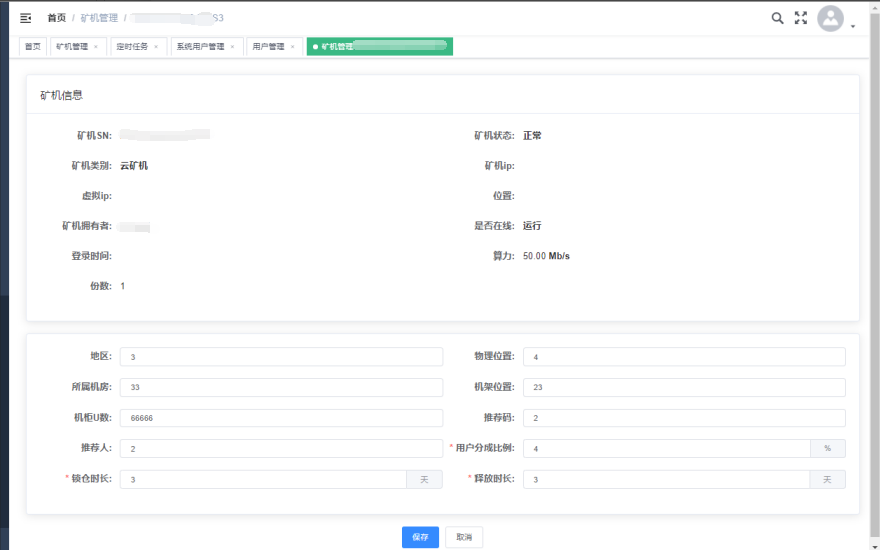 首页 / 矿机管理 / S3
首页 矿机管理 × 定时任务 × 系统用户管理 × 用户管理 × 矿机管理
矿机信息
矿机SN: 矿机状态: 正常
矿机类别: 云矿机 矿机ip:
虚拟ip: 位置:
矿机拥有者: 是否在线: 运行
登录时间: 算力: 50.00 Mb/s
份数: 1
地区: 3 物理位置: 4
所属机房: 33 机架位置: 23
机柜U数: 66666 推荐码: 2
推荐人: 2 * 用户分成比例: 4 %
* 锁仓时长: 3 天 * 释放时长: 3 天
保存 取消